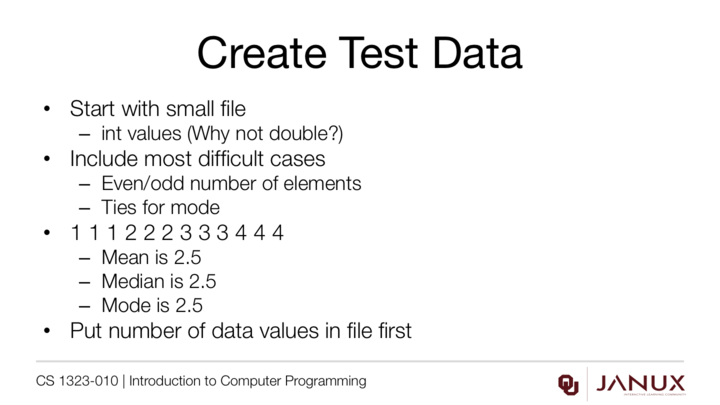 Create Test Data
• Start with small file
– int values (Why not double?)
• Include most difficult cases
– Even/odd number of elements
– Ties for mode
• 1 1 1 2 2 2 3 3 3 4 4 4
– Mean is 2.5
– Median is 2.5
– Mode is 2.5
• Put number of data values in file first
CS 1323-010 | Introduction to Computer Programming
JANUX
INTERACTIVE LEARNING COMMUNITY